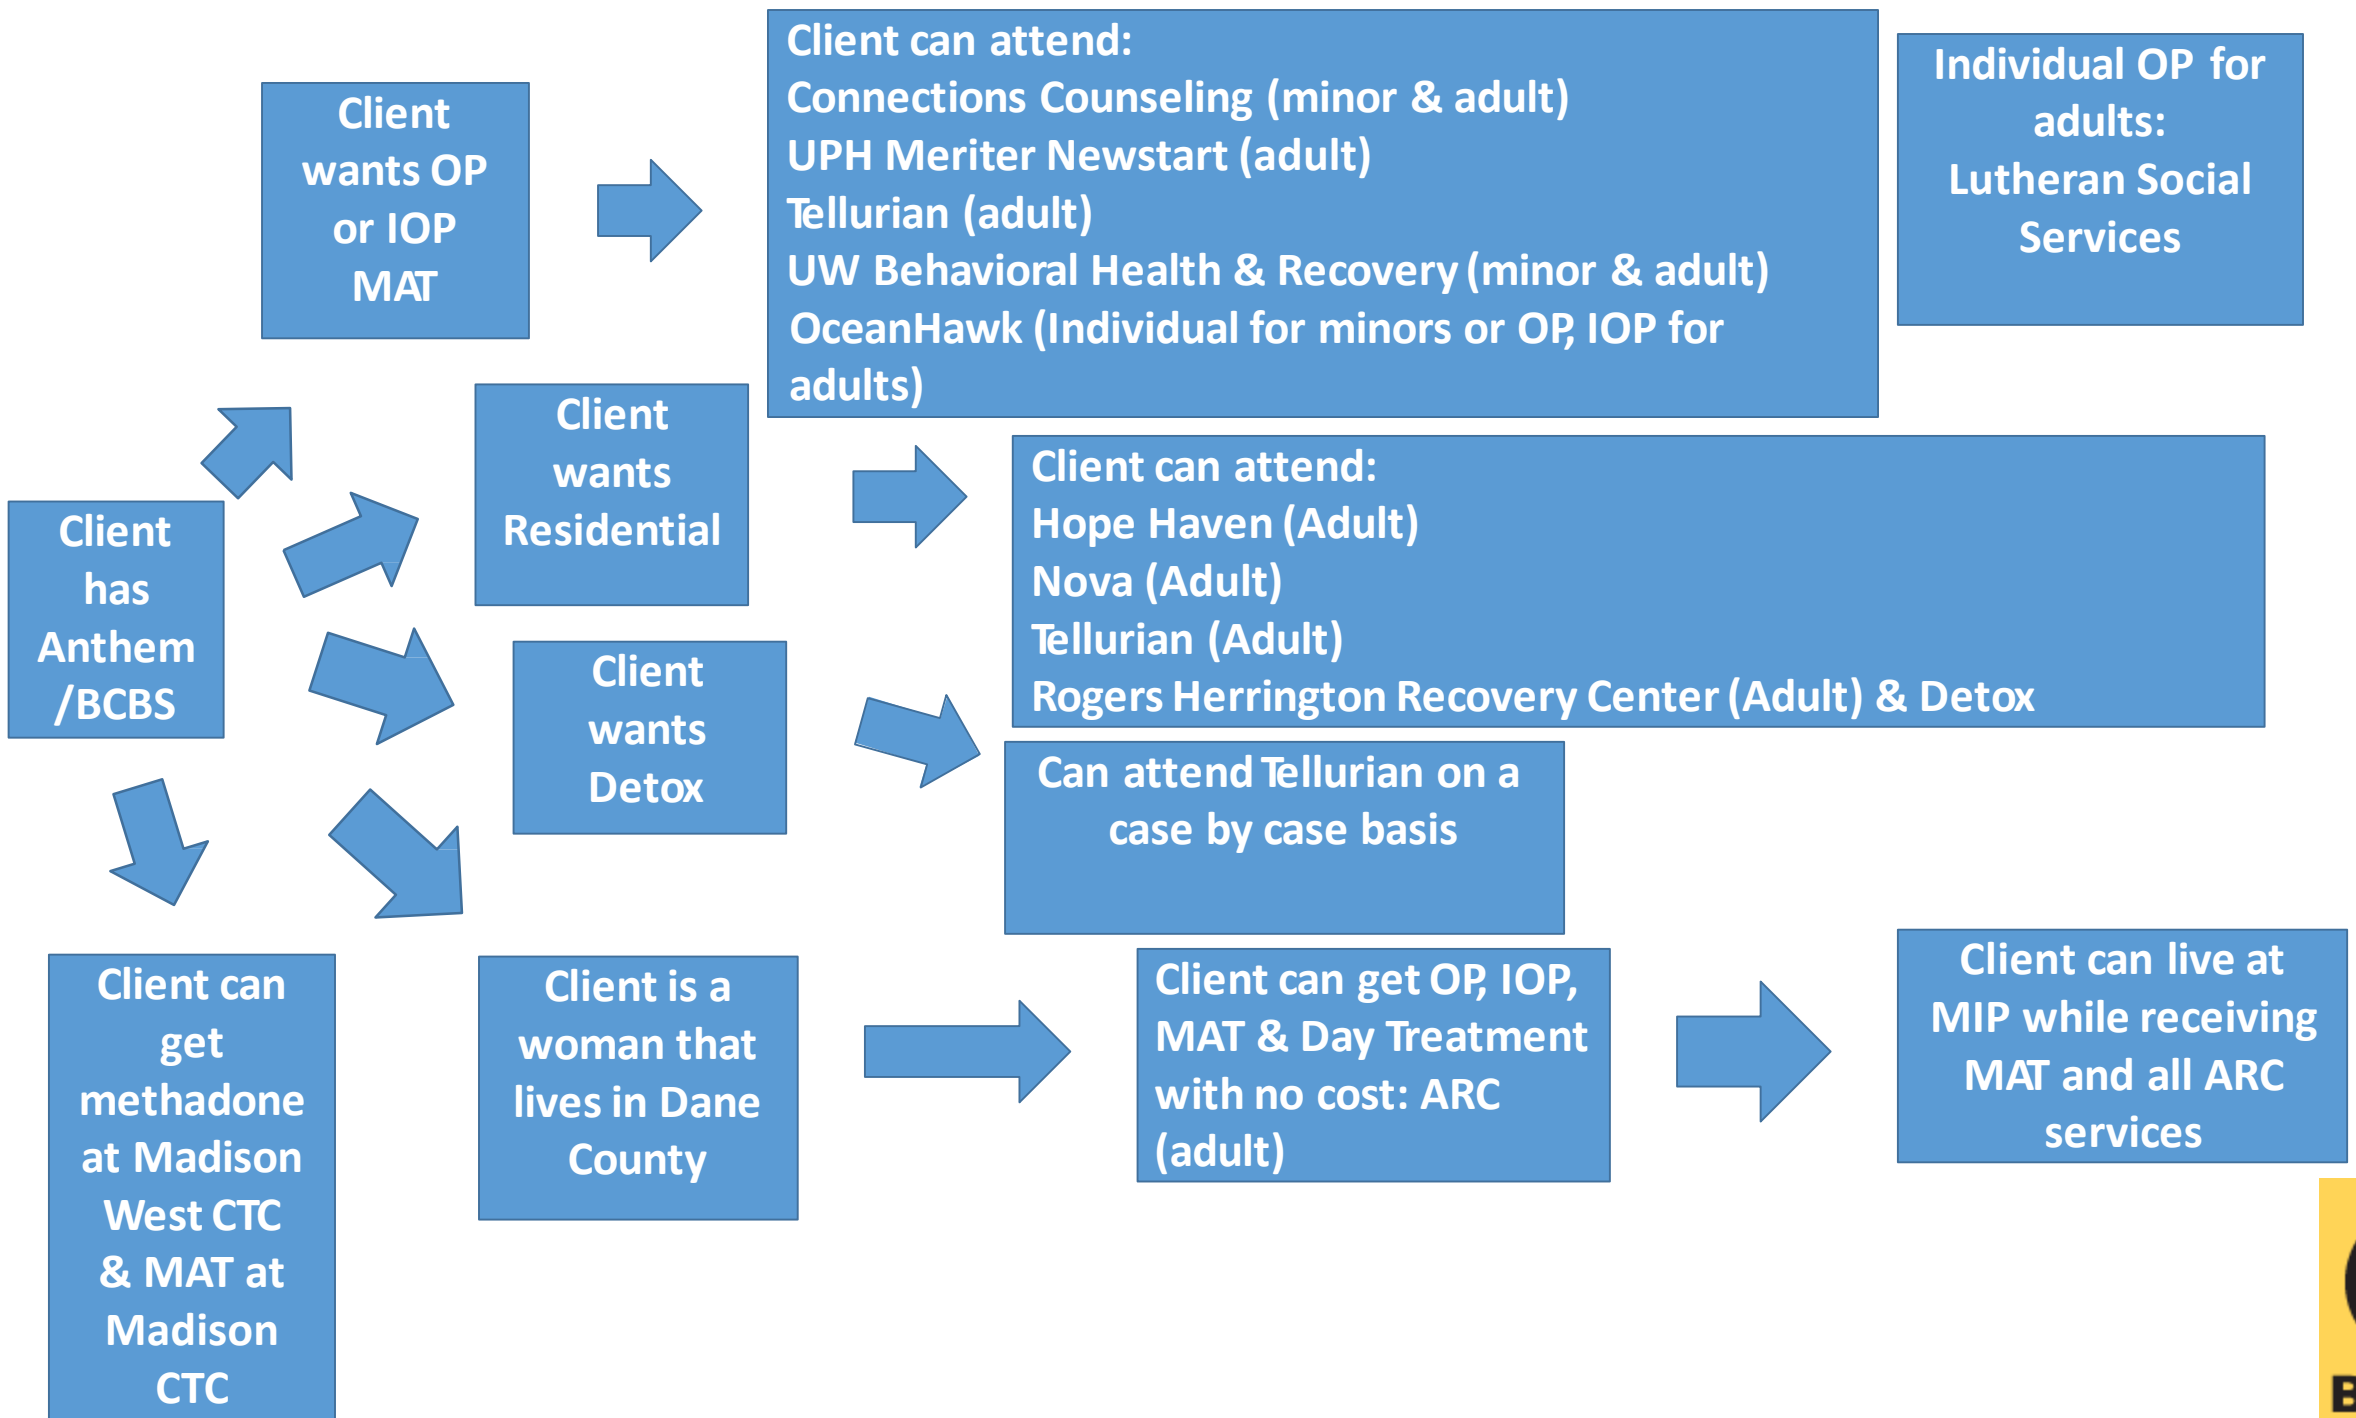 Client
wants OP
or IOP
MAT
Client can attend:
Connections Counseling (minor & adult)
UPH Meriter Newstart (adult)
Tellurian (adult)
UW Behavioral Health & Recovery (minor & adult)
OceanHawk (Individual for minors or OP, IOP for
adults)
Individual OP for
adults:
Lutheran Social
Services
Client
has
Anthem
/BCBS
Client
wants
Residential
Client can attend:
Hope Haven (Adult)
Nova (Adult)
Tellurian (Adult)
Rogers Herrington Recovery Center (Adult) & Detox
Client
wants
Detox
Can attend Tellurian on a
case by case basis
Client can
get
methadone
at Madison
West CTC
& MAT at
Madison
CTC
Client is a
woman that
lives in Dane
County
Client can get OP, IOP,
MAT & Day Treatment
with no cost: ARC
(adult)
Client can live at
MIP while receiving
MAT and all ARC
services